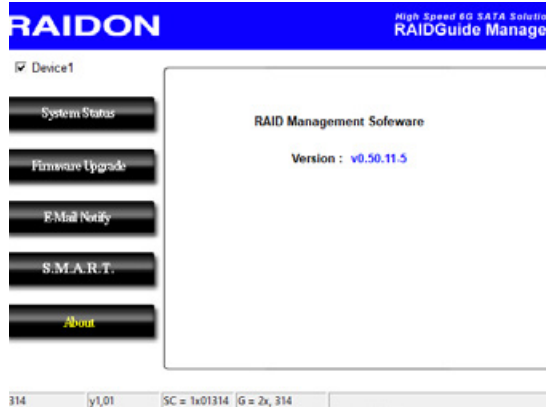 RAIDON
High Speed 6G SATA Solutio
RAIDGuide Manage
Device1
System Status
RAID Management Sofeware
Version : v0.50.11-5
Firmware Upgrade
E-Mail Notify
S.M.A.R.T.
About
314 y1,01 SC = 1x01314 G = 2x, 314